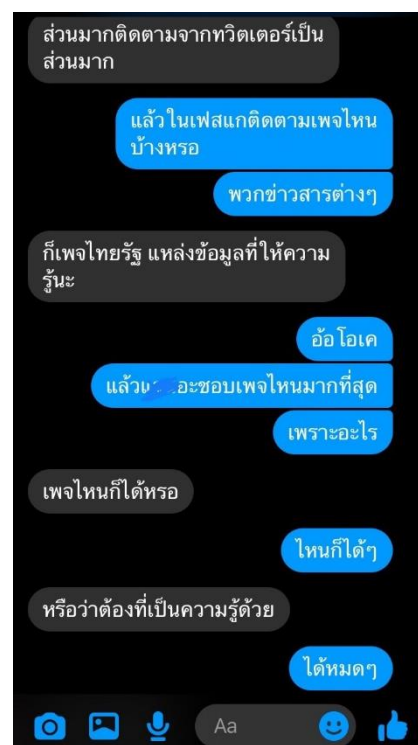 ส่วนมากติดตามจากทวิตเตอร์เป็น
ส่วนมาก
แล้วในเฟสแกติดตามเพจไหน
บ้างหรอ
พวกข่าวสารต่างๆ
ก็เพจไทยรัฐ แหล่งข้อมูลที่ให้ความ
รู้นะ
อ้อ โอเค
แล้ว อะชอบเพจไหนมากที่สุด
เพราะอะไร
เพจไหนก็ได้หรอ
ไหนก็ได้ๆ
หรือว่าต้องที่เป็นความรู้ด้วย
ได้หมดๆ
Aa